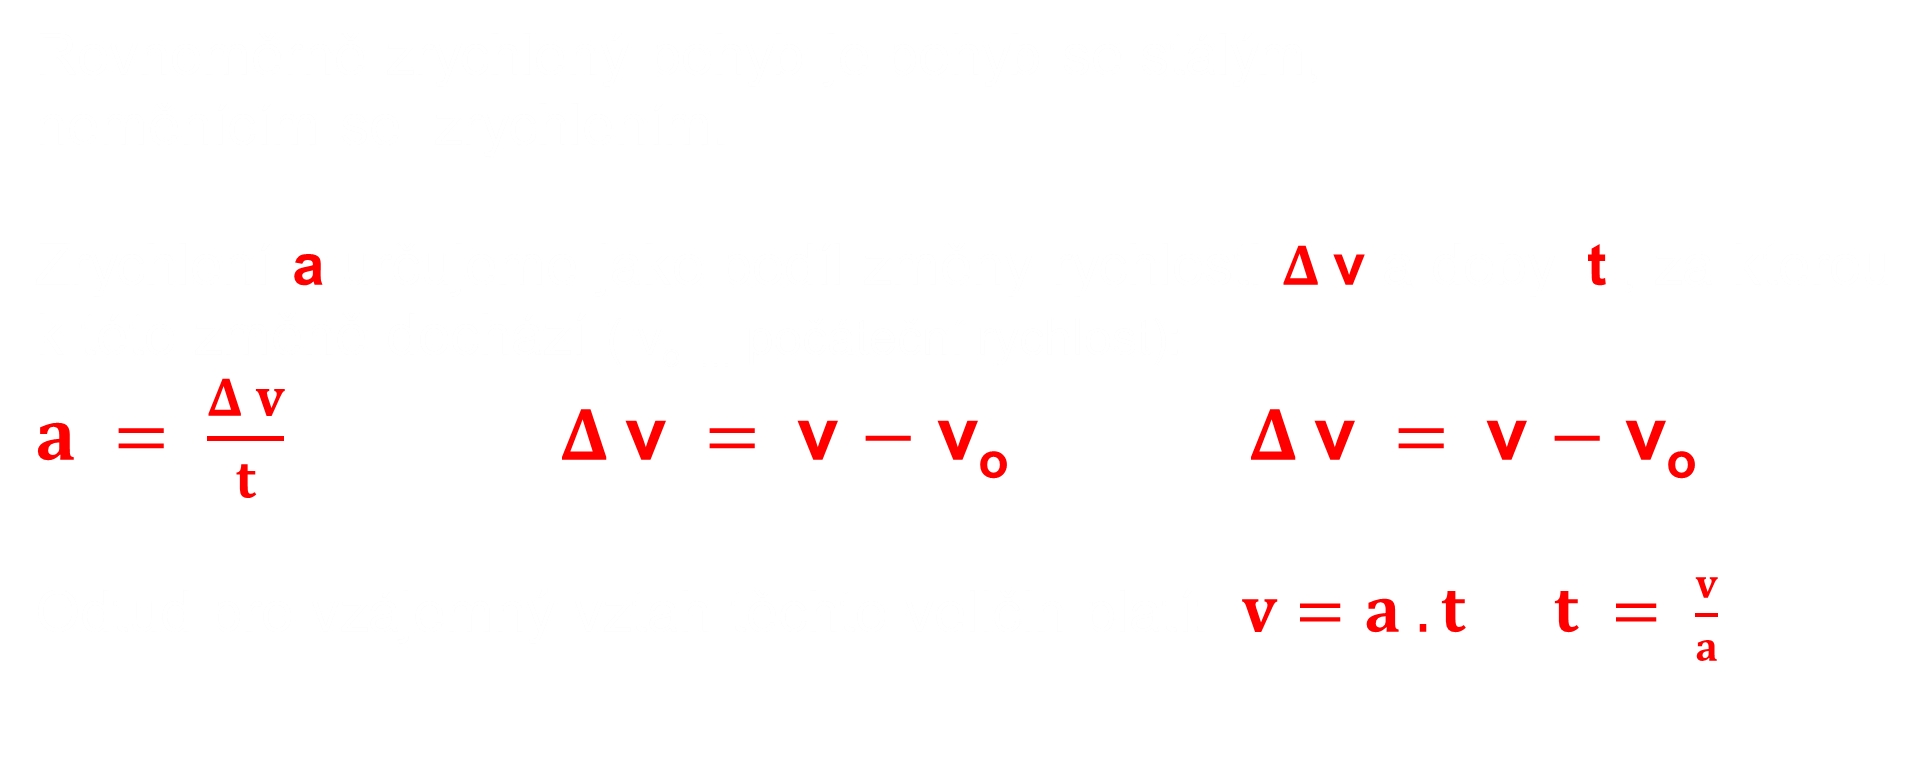 a Δ v t
a = Δ v / t Δ v = v – vo Δ v = v – vo
v = a . t t = v / a